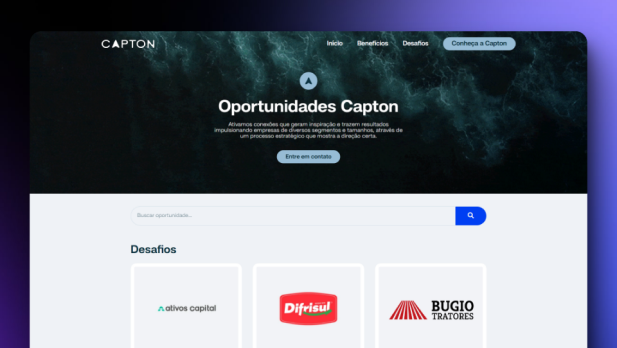 CAPTON
Início Benefícios Desafios Conheça a Capton
Oportunidades Capton
Ativamos conexões que geram inspiração e trazem resultados
impulsionando empresas de diversos segmentos e tamanhos, através de
um processo estratégico que mostra a direção certa.
Entre em contato
Buscar oportunidade...
Desafios
ativos capital
Difrisul
BUGIO
TRATORES